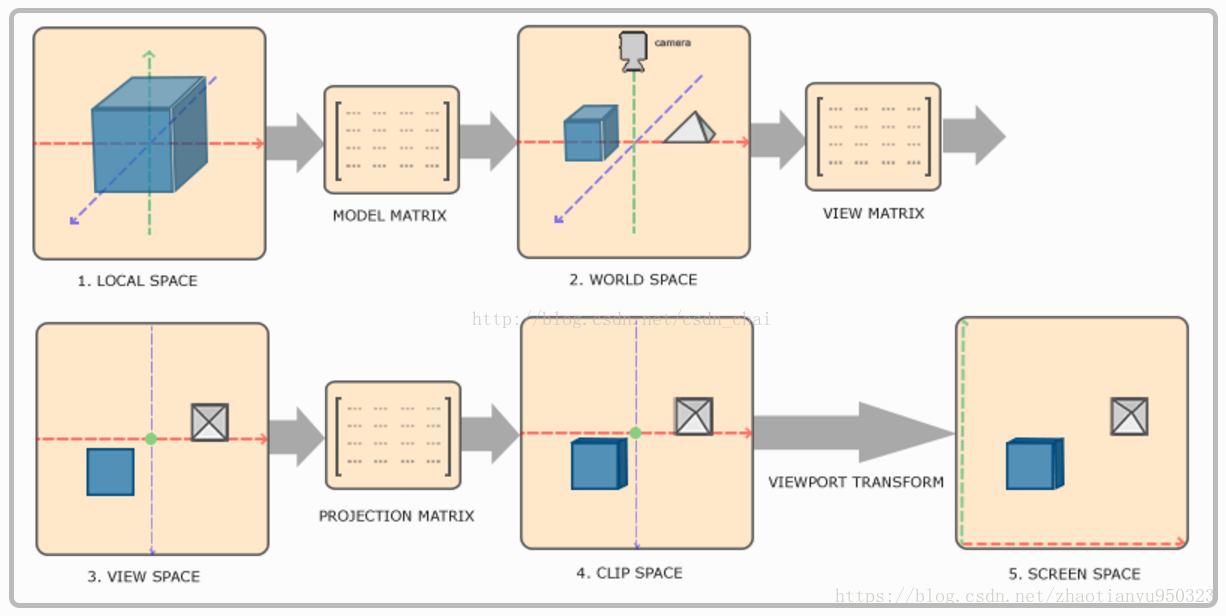 camera
MODEL MATRIX
VIEW MATRIX
1. LOCAL SPACE
2. WORLD SPACE
http://blog.csdn.net/csdn_chai
PROJECTION MATRIX
VIEWPORT TRANSFORM
3. VIEW SPACE
4. CLIP SPACE
5. SCREEN SPACE
https://blog.csdn.net/zhaotianyu950323